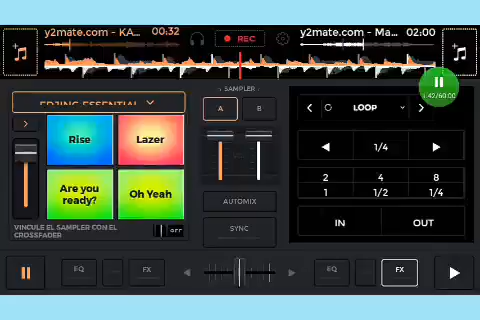 y2mate.com - KA... 00:32
REC
y2mate.com - Ma... 02:00
1:42/60:00
EDJING ESSENTIAL
SAMPLER
A B
LOOP
Rise Lazer
Are you ready? Oh Yeah
1/4
2 4 8
1 1/2 1/4
AUTOMIX
SYNC
IN OUT
VINCULE EL SAMPLER CON EL
CROSSFADER
OFF
EQ FX EQ FX